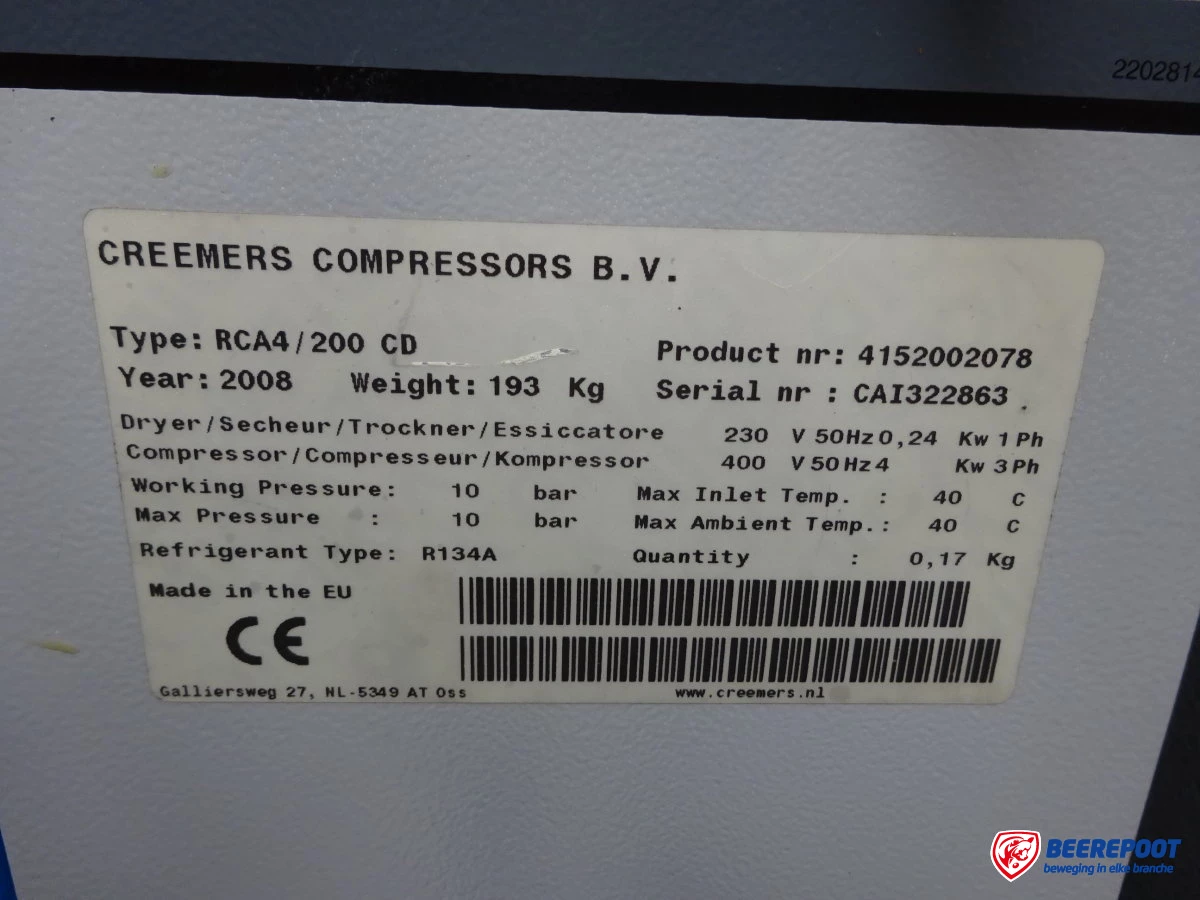 2202814
CREEMERS COMPRESSORS B.V.
Type: RCA4/200 CD
Product nr: 4152002078
Year: 2008 Weight: 193 Kg
Serial nr : CAI322863
Dryer/Secheur/Trockner/Essiccatore 230 V 50Hz 0,24 Kw 1 Ph
Compressor/Compresseur/Kompressor 400 V 50Hz 4 Kw 3 Ph
Working Pressure: 10 bar Max Inlet Temp. : 40 C
Max Pressure : 10 bar Max Ambient Temp.: 40 C
Refrigerant Type: R134A Quantity : 0,17 Kg
Made in the EU
CE
Galliersweg 27, NL-5349 AT Oss www.creemers.nl
BEEREPOOT
beweging in elke branche